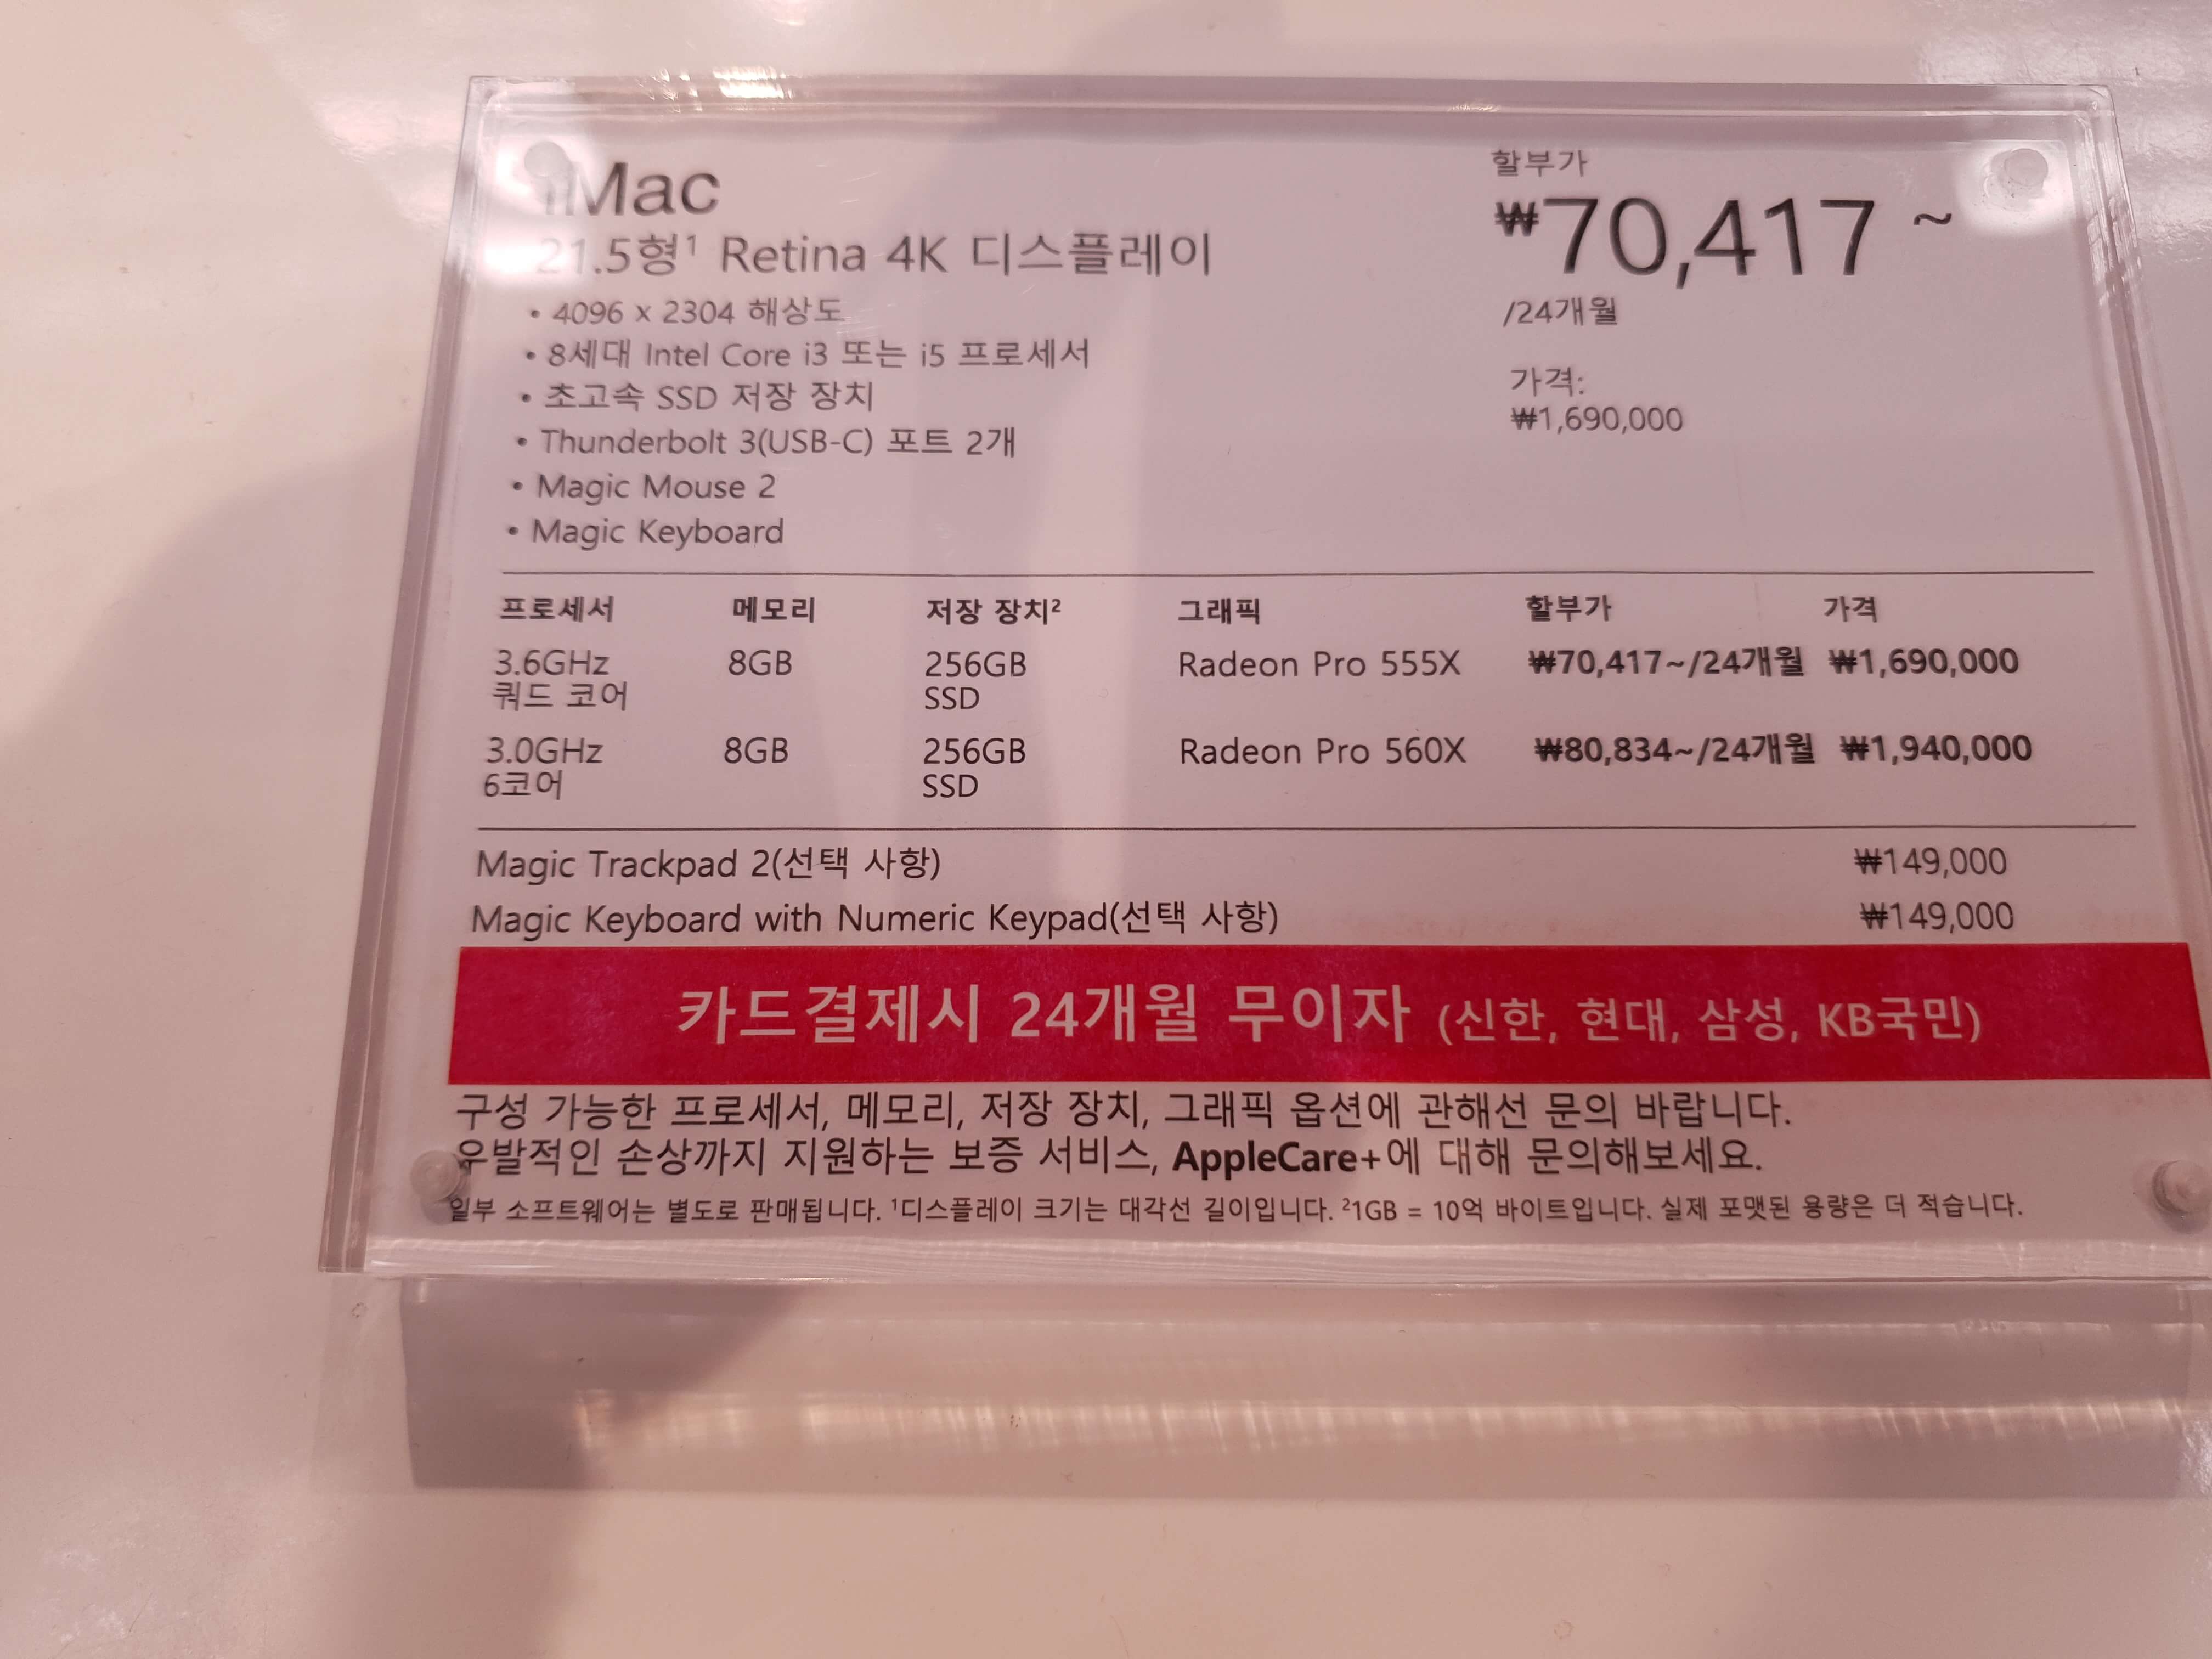 iMac
21.5형¹ Retina 4K 디스플레이
• 4096 x 2304 해상도
• 8세대 Intel Core i3 또는 i5 프로세서
• 초고속 SSD 저장 장치
• Thunderbolt 3(USB-C) 포트 2개
• Magic Mouse 2
• Magic Keyboard
할부가
₩70,417 ~
/24개월
가격:
₩1,690,000
프로세서 메모리 저장 장치² 그래픽 할부가 가격
3.6GHz 8GB 256GB Radeon Pro 555X ₩70,417~/24개월 ₩1,690,000
쿼드 코어 SSD
3.0GHz 8GB 256GB Radeon Pro 560X ₩80,834~/24개월 ₩1,940,000
6코어 SSD
Magic Trackpad 2(선택 사항) ₩149,000
Magic Keyboard with Numeric Keypad(선택 사항) ₩149,000
카드결제시 24개월 무이자 (신한, 현대, 삼성, KB국민)
구성 가능한 프로세서, 메모리, 저장 장치, 그래픽 옵션에 관해선 문의 바랍니다.
우발적인 손상까지 지원하는 보증 서비스, AppleCare+에 대해 문의해보세요.
일부 소프트웨어는 별도로 판매됩니다. ¹디스플레이 크기는 대각선 길이입니다. ²1GB = 10억 바이트입니다. 실제 포맷된 용량은 더 적습니다.